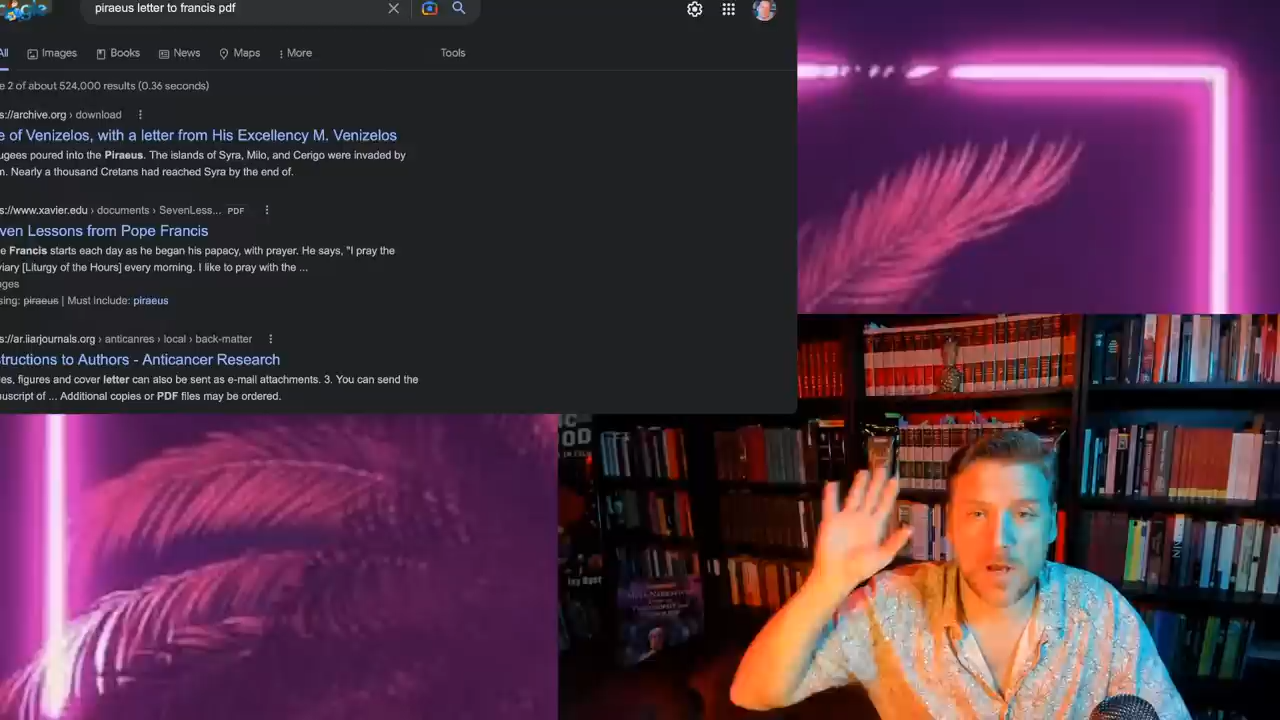 piraeus letter to francis pdf
All
Images
Books
News
Maps
More
Tools
2 of about 524,000 results (0.36 seconds)
s://archive.org › download
e of Venizelos, with a letter from His Excellency M. Venizelos
ugees poured into the Piraeus. The islands of Syra, Milo, and Cerigo were invaded by
m. Nearly a thousand Cretans had reached Syra by the end of.
s://www.xavier.edu › documents › SevenLess... PDF
ven Lessons from Pope Francis
e Francis starts each day as he began his papacy, with prayer. He says, "I pray the
viary [Liturgy of the Hours] every morning. I like to pray with the ...
ges
sing: piraeus | Must include: piraeus
s://ar.iiarjournals.org › anticanres › local › back-matter
structions to Authors - Anticancer Research
es, figures and cover letter can also be sent as e-mail attachments. 3. You can send the
nuscript of ... Additional copies or PDF files may be ordered.